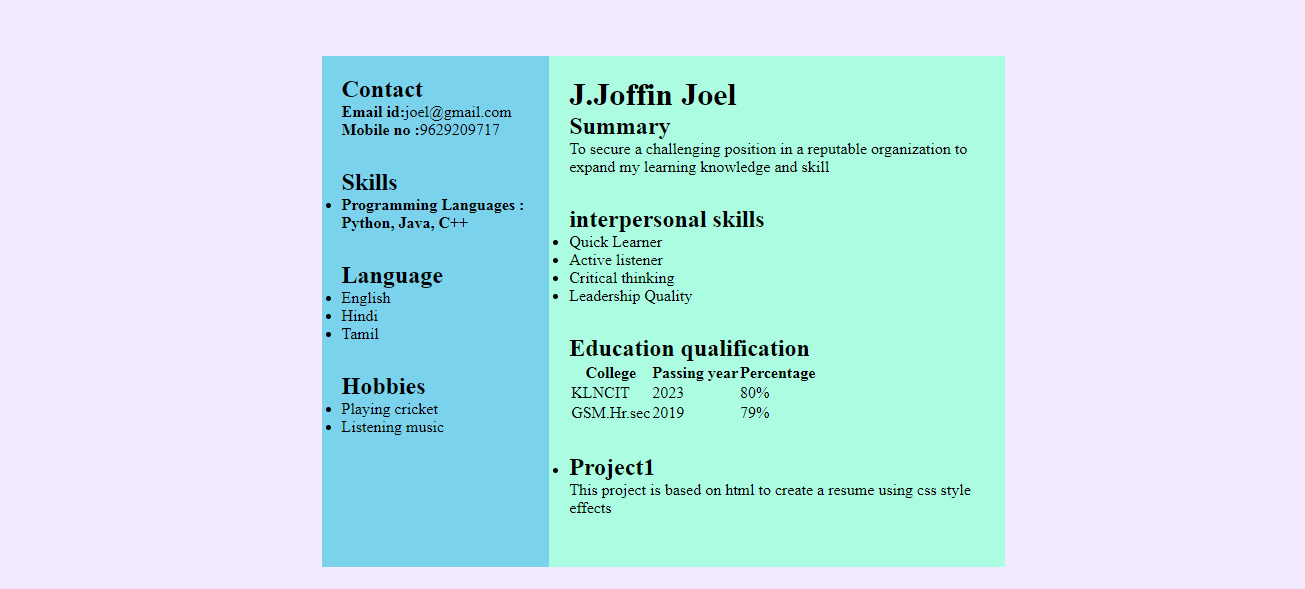 Contact
Email id:joel@gmail.com
Mobile no :9629209717
Skills
Programming Languages :
Python, Java, C++
Language
English
Hindi
Tamil
Hobbies
Playing cricket
Listening music
J.Joffin Joel
Summary
To secure a challenging position in a reputable organization to
expand my learning knowledge and skill
interpersonal skills
Quick Learner
Active listener
Critical thinking
Leadership Quality
Education qualification
College Passing year Percentage
KLNCIT 2023 80%
GSM.Hr.sec 2019 79%
Project1
This project is based on html to create a resume using css style
effects